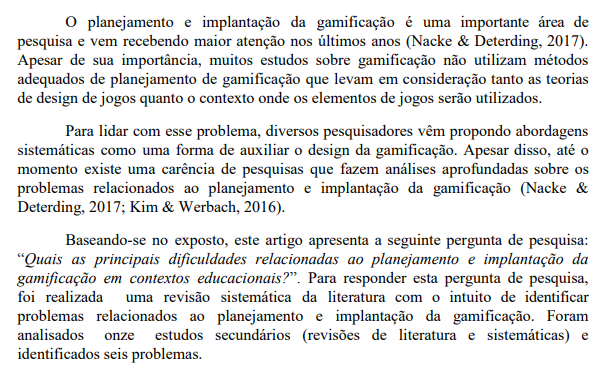 O planejamento e implantação da gamificação é uma importante área de
pesquisa e vem recebendo maior atenção nos últimos anos (Nacke & Deterding, 2017).
Apesar de sua importância, muitos estudos sobre gamificação não utilizam métodos
adequados de planejamento de gamificação que levam em consideração tanto as teorias
de design de jogos quanto o contexto onde os elementos de jogos serão utilizados.
Para lidar com esse problema, diversos pesquisadores vêm propondo abordagens
sistemáticas como uma forma de auxiliar o design da gamificação. Apesar disso, até o
momento existe uma carência de pesquisas que fazem análises aprofundadas sobre os
problemas relacionados ao planejamento e implantação da gamificação (Nacke &
Deterding, 2017; Kim & Werbach, 2016).
Baseando-se no exposto, este artigo apresenta a seguinte pergunta de pesquisa:
“Quais as principais dificuldades relacionadas ao planejamento e implantação da
gamificação em contextos educacionais?”. Para responder esta pergunta de pesquisa,
foi realizada uma revisão sistemática da literatura com o intuito de identificar
problemas relacionados ao planejamento e implantação da gamificação. Foram
analisados onze estudos secundários (revisões de literatura e sistemáticas) e
identificados seis problemas.